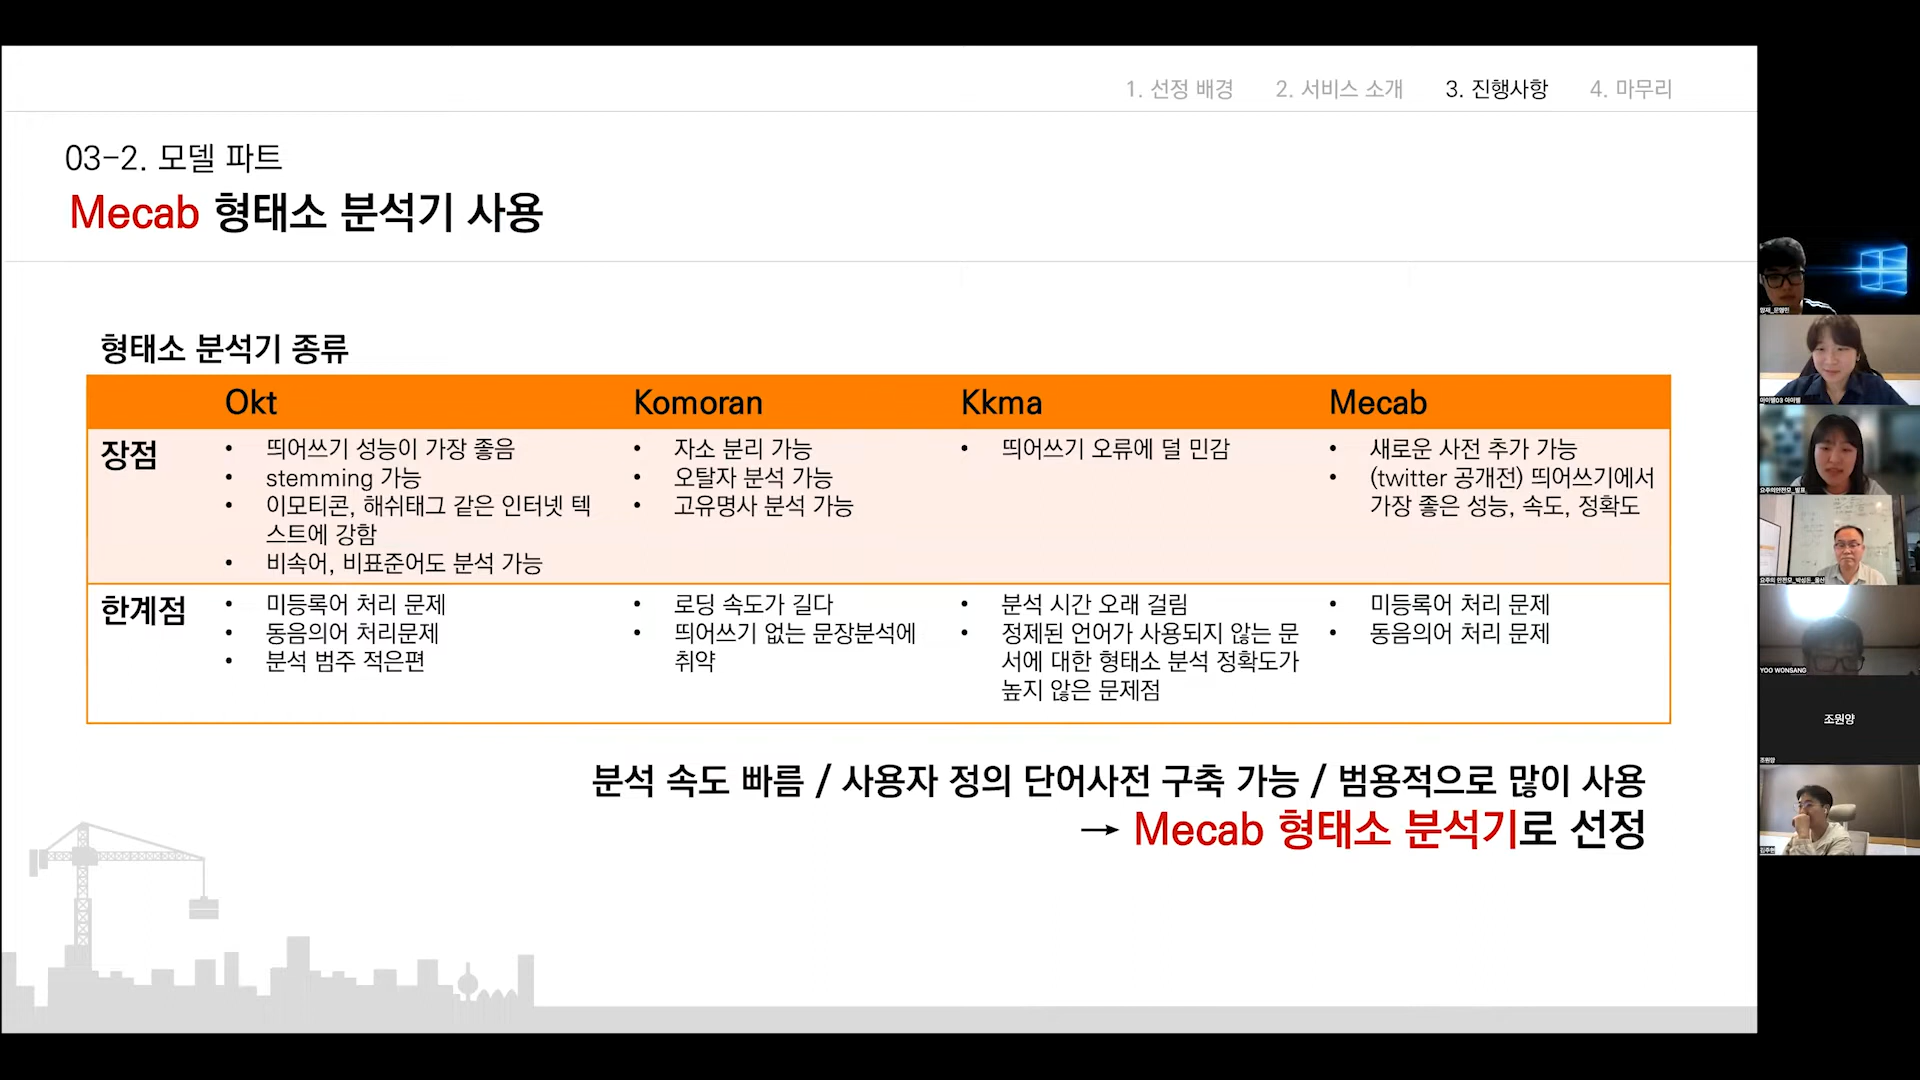 1. 선정 배경 2. 서비스 소개 3. 진행사항 4. 마무리
03-2. 모델 파트
Mecab 형태소 분석기 사용
형태소 분석기 종류
Okt Komoran Kkma Mecab
장점
• 띄어쓰기 성능이 가장 좋음
• stemming 가능
• 이모티콘, 해쉬태그 같은 인터넷 텍
스트에 강함
• 비속어, 비표준어도 분석 가능
• 자소 분리 가능
• 오탈자 분석 가능
• 고유명사 분석 가능
• 띄어쓰기 오류에 덜 민감
• 새로운 사전 추가 가능
• (twitter 공개전) 띄어쓰기에서
가장 좋은 성능, 속도, 정확도
한계점
• 미등록어 처리 문제
• 동음의어 처리문제
• 분석 범주 적은편
• 로딩 속도가 길다
• 띄어쓰기 없는 문장분석에
취약
• 분석 시간 오래 걸림
• 정제된 언어가 사용되지 않는 문
서에 대한 형태소 분석 정확도가
높지 않은 문제점
• 미등록어 처리 문제
• 동음의어 처리 문제
분석 속도 빠름 / 사용자 정의 단어사전 구축 가능 / 범용적으로 많이 사용
→ Mecab 형태소 분석기로 선정
YOO WONSANG
조원양
조원양